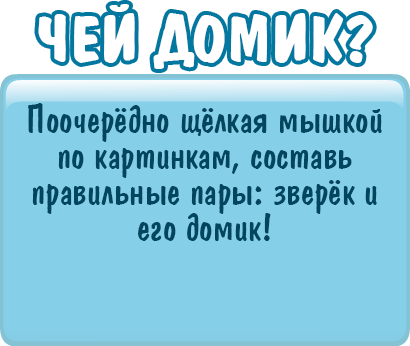 ЧЕЙ ДОМИК?
Поочерёдно щёлкая мышкой
по картинкам, составь
правильные пары: зверёк и
его домик!